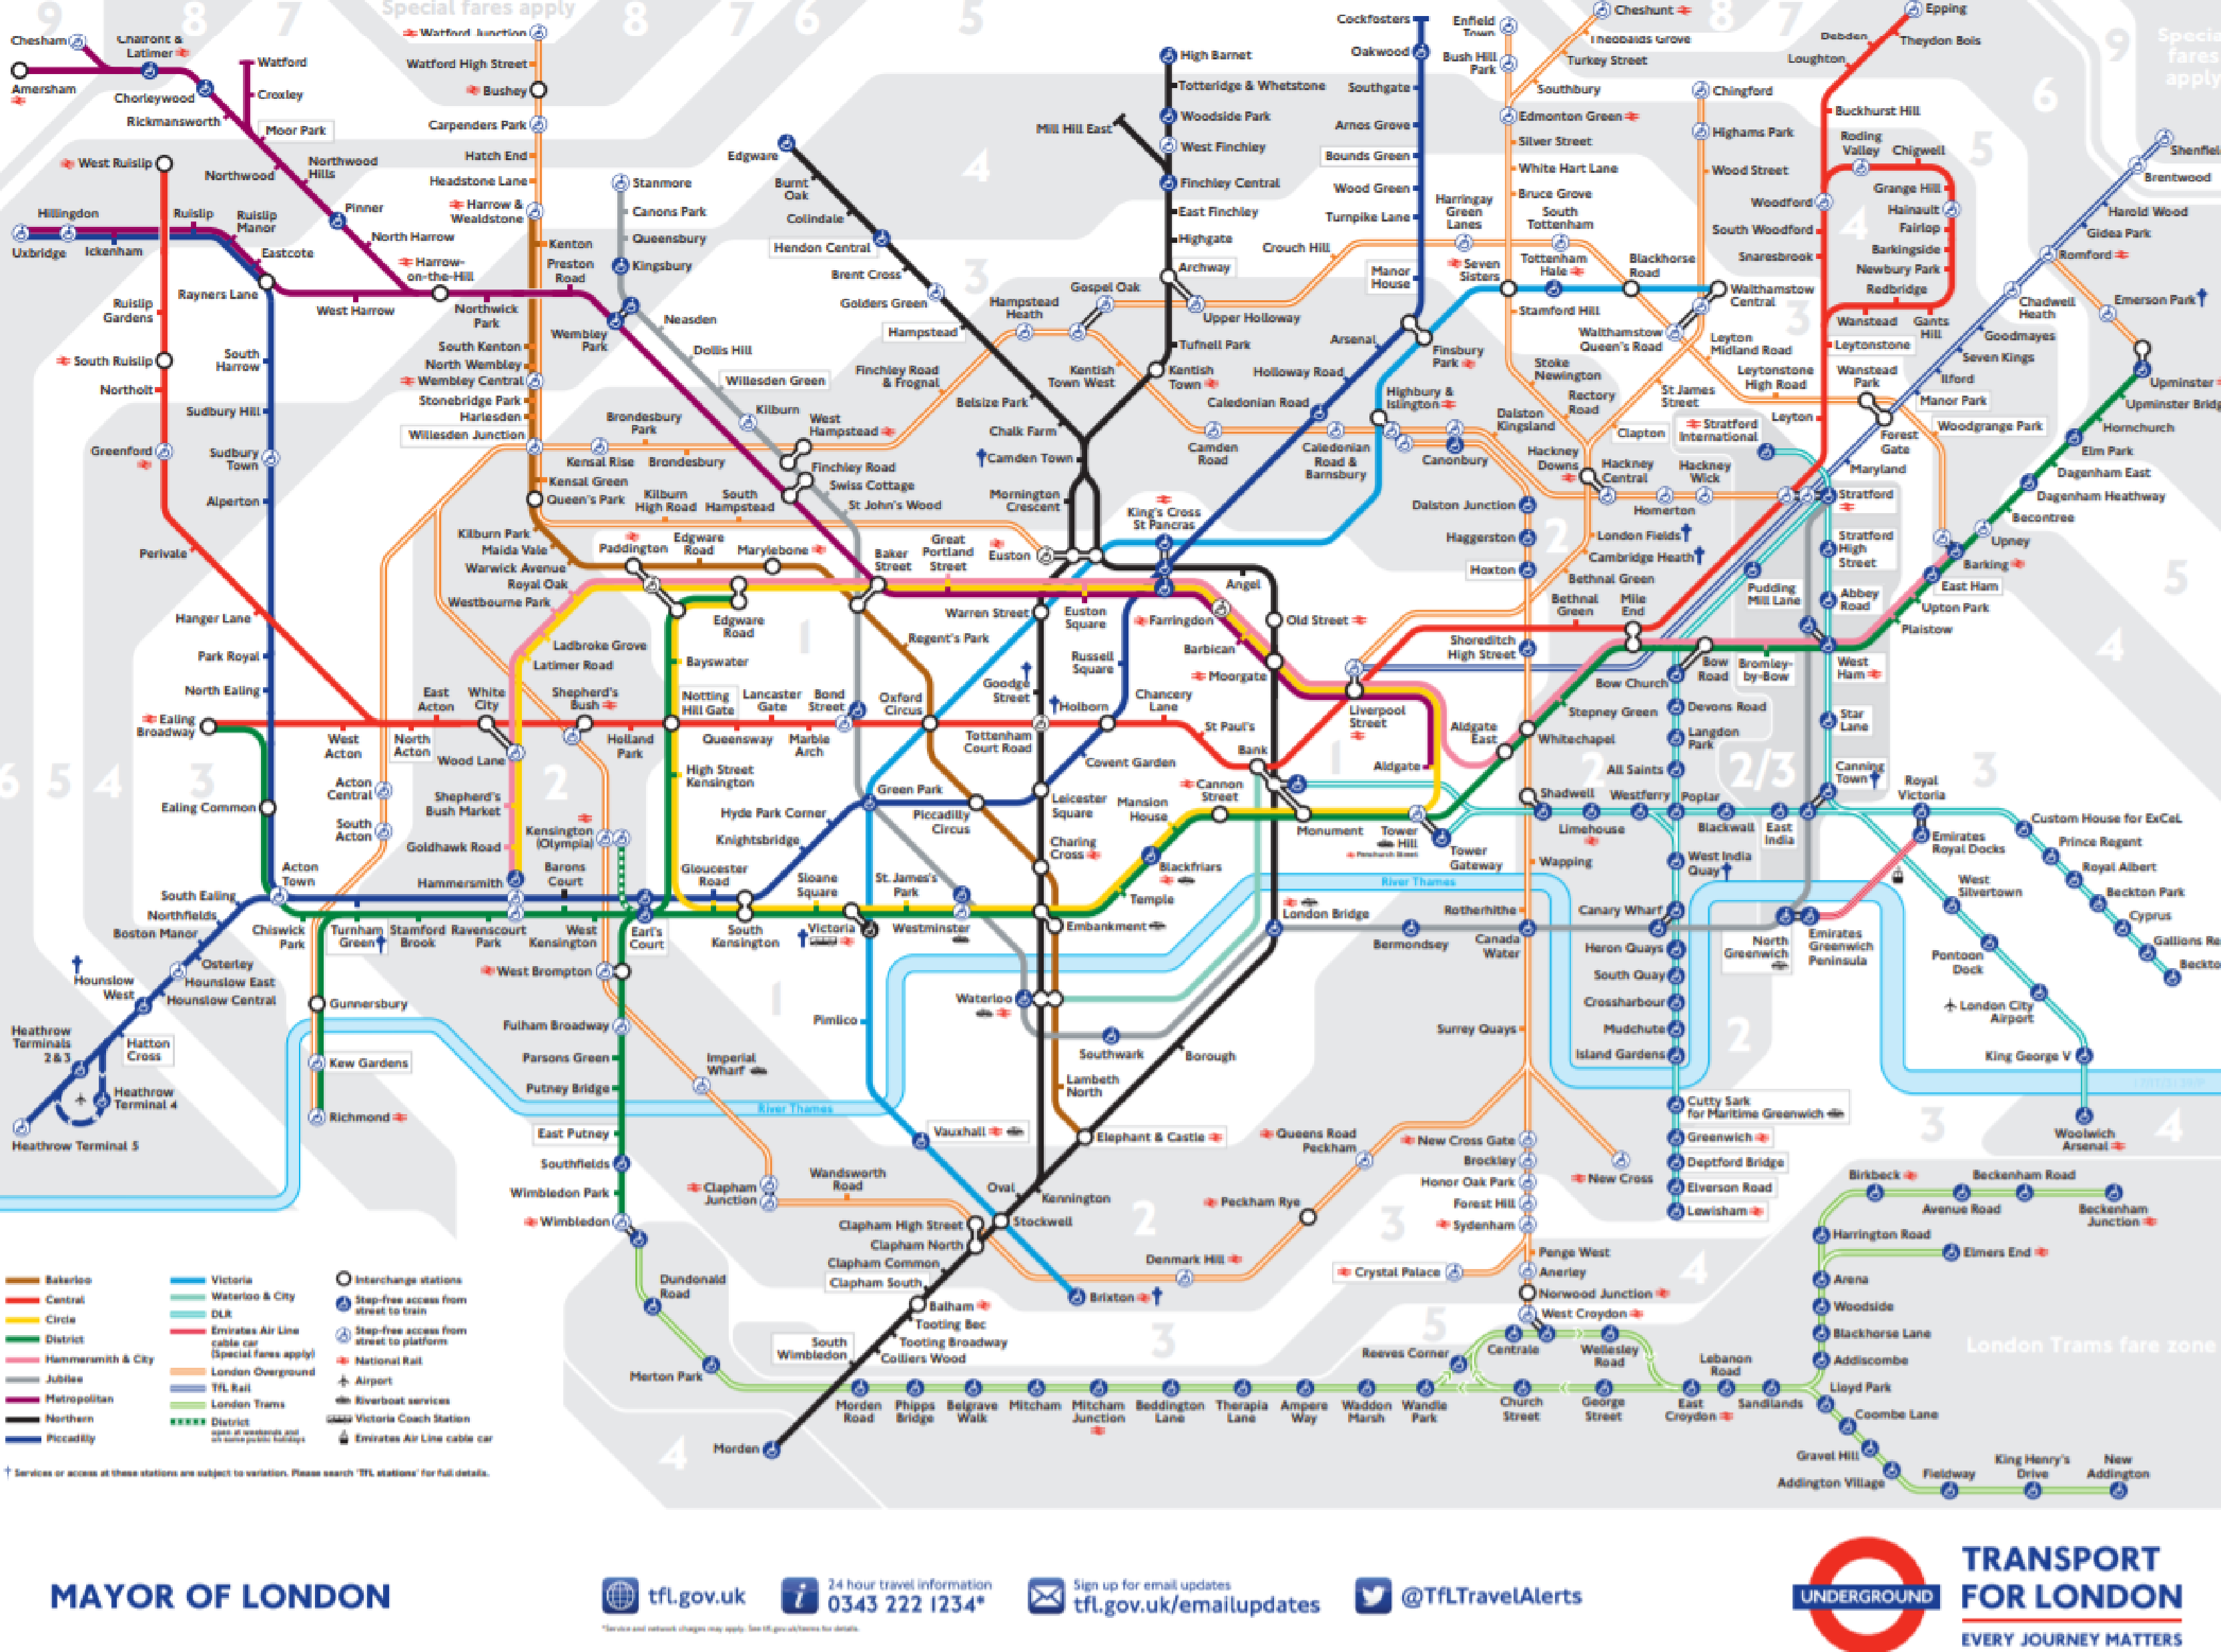 9
8
7
Special fares apply
8
7
6
5
8
7
9
Special
fares
apply
6
5
4
Chesham
Chalfont &
Latimer
Amersham
Chorleywood
Rickmansworth
Watford
Croxley
Moor Park
Northwood
Northwood
Hills
Pinner
North Harrow
Harrow-
on-the-Hill
Northwick
Park
Preston
Road
Wembley
Park
West Ruislip
Hillingdon
Ruislip
Ruislip
Manor
Uxbridge
Ickenham
Eastcote
Rayners Lane
West Harrow
Ruislip
Gardens
South Ruislip
Northolt
Greenford
Perivale
Hanger Lane
South
Harrow
Sudbury Hill
Sudbury
Town
Alperton
Park Royal
North Ealing
Ealing
Broadway
Ealing Common
West
Acton
North
Acton
East
Acton
White
City
Wood Lane
Shepherd's
Bush
Holland
Park
Notting
Hill Gate
Queensway
Lancaster
Gate
Marble
Arch
Bond
Street
Oxford
Circus
Tottenham
Court Road
Holborn
Chancery
Lane
St Paul's
Bank
Watford Junction
Watford High Street
Bushey
Carpenders Park
Hatch End
Headstone Lane
Harrow &
Wealdstone
Kenton
South Kenton
North Wembley
Wembley Central
Stonebridge Park
Harlesden
Willesden Junction
Kensal Green
Queen's Park
Kilburn Park
Maida Vale
Warwick Avenue
Royal Oak
Westbourne Park
Ladbroke Grove
Latimer Road
Kensal Rise
Brondesbury
Park
Brondesbury
Kilburn
High Road
South
Hampstead
Stanmore
Canons Park
Queensbury
Kingsbury
Neasden
Dollis Hill
Willesden Green
Kilburn
West
Hampstead
Finchley Road
Swiss Cottage
St John's Wood
Finchley Road
& Frognal
Hampstead
Heath
Gospel Oak
Edgware
Burnt
Oak
Colindale
Hendon Central
Brent Cross
Golders Green
Hampstead
Belsize Park
Chalk Farm
Camden Town
Mornington
Crescent
Euston
Mill Hill East
High Barnet
Totteridge & Whetstone
Woodside Park
West Finchley
Finchley Central
East Finchley
Highgate
Archway
Upper Holloway
Tufnell Park
Kentish
Town West
Kentish
Town
Crouch Hill
Cockfosters
Oakwood
Southgate
Arnos Grove
Bounds Green
Wood Green
Turnpike Lane
Manor
House
Arsenal
Finsbury
Park
Holloway Road
Caledonian Road
Highbury &
Islington
Camden
Road
Caledonian
Road &
Barnsbury
Canonbury
King's Cross
St Pancras
Enfield
Town
Bush Hill
Park
Cheshunt
Theobalds Grove
Turkey Street
Southbury
Edmonton Green
Silver Street
White Hart Lane
Bruce Grove
Harringay
Green
Lanes
South
Tottenham
Seven
Sisters
Tottenham
Hale
Blackhorse
Road
Walthamstow
Central
Stamford Hill
Walthamstow
Queen's Road
Stoke
Newington
Rectory
Road
Dalston
Kingsland
Hackney
Downs
Hackney
Central
Clapton
St James
Street
Hackney
Wick
Homerton
Chingford
Highams Park
Wood Street
Leyton
Midland Road
Leytonstone
High Road
Wanstead
Park
Woodgrange Park
Epping
Debden
Theydon Bois
Loughton
Buckhurst Hill
Roding
Valley
Chigwell
Grange Hill
Hainault
Fairlop
Barkingside
Newbury Park
Redbridge
Wanstead
Gants
Hill
Woodford
South Woodford
Snaresbrook
Leytonstone
Leyton
Stratford
International
Stratford
Shenfiel
Brentwood
Harold Wood
Gidea Park
Romford
Emerson Park
Chadwell
Heath
Goodmayes
Seven Kings
Ilford
Manor Park
Forest
Gate
Maryland
Upminster
Upminster Bridg
Hornchurch
Elm Park
Dagenham East
Dagenham Heathway
Becontree
Upney
Barking
East Ham
Upton Park
Plaistow
West
Ham
Dalston Junction
Haggerston
Hoxton
London Fields
Cambridge Heath
Bethnal Green
Bethnal
Green
Mile
End
Shoreditch
High Street
Pudding
Mill Lane
Stratford
High
Street
Abbey
Road
Star
Lane
Canning
Town
Bow
Road
Bromley-
by-Bow
Bow Church
Devons Road
Langdon
Park
All Saints
Stepney Green
Whitechapel
Aldgate
East
Aldgate
Paddington
Edgware
Road
Marylebone
Baker
Street
Great
Portland
Street
Edgware
Road
Bayswater
Regent's Park
Warren Street
Euston
Square
Russell
Square
Goodge
Street
Angel
Old Street
Farringdon
Barbican
Moorgate
Liverpool
Street
Acton
Central
South
Acton
Shepherd's
Bush Market
Goldhawk Road
Hammersmith
Kensington
(Olympia)
Barons
Court
High Street
Kensington
Gloucester
Road
Hyde Park Corner
Knightsbridge
Green Park
Piccadilly
Circus
Leicester
Square
Covent Garden
Charing
Cross
Sloane
Square
St. James's
Park
Victoria
Westminster
Embankment
Temple
Blackfriars
Mansion
House
Cannon
Street
Monument
Tower
Hill
Fenchurch Street
Tower
Gateway
Shadwell
Limehouse
Westferry
Poplar
Blackwall
East
India
Royal
Victoria
Custom House for ExCeL
Prince Regent
Royal Albert
Beckton Park
Cyprus
Gallions Re
Beckto
Emirates
Royal Docks
West
Silvertown
Pontoon
Dock
London City
Airport
King George V
Woolwich
Arsenal
Acton
Town
South Ealing
Northfields
Boston Manor
Osterley
Hounslow East
Hounslow Central
Hounslow
West
Hatton
Cross
Heathrow
Terminals
2 & 3
Heathrow
Terminal 4
Heathrow Terminal 5
Chiswick
Park
Turnham
Green
Stamford
Brook
Ravenscourt
Park
West
Kensington
Earl's
Court
South
Kensington
Gunnersbury
Kew Gardens
Richmond
West Brompton
Fulham Broadway
Parsons Green
Putney Bridge
East Putney
Southfields
Wimbledon Park
Wimbledon
Imperial
Wharf
Clapham
Junction
Wandsworth
Road
River Thames
River Thames
Pimlico
Vauxhall
Waterloo
Southwark
Lambeth
North
Elephant & Castle
Borough
London Bridge
Bermondsey
Canada
Water
Rotherhithe
Wapping
Surrey Quays
West India
Quay
Canary Wharf
Heron Quays
South Quay
Crossharbour
Mudchute
Island Gardens
Cutty Sark
for Maritime Greenwich
Greenwich
Deptford Bridge
Elverson Road
Lewisham
North
Greenwich
Emirates
Greenwich
Peninsula
Oval
Kennington
Stockwell
Clapham High Street
Clapham North
Clapham Common
Clapham South
Balham
Tooting Bec
Tooting Broadway
Colliers Wood
South
Wimbledon
Morden
Brixton
Denmark Hill
Peckham Rye
Queens Road
Peckham
New Cross Gate
Brockley
Honor Oak Park
Forest Hill
Sydenham
Crystal Palace
Penge West
Anerley
Norwood Junction
West Croydon
New Cross
Dundonald
Road
Merton Park
Morden
Road
Phipps
Bridge
Belgrave
Walk
Mitcham
Mitcham
Junction
Beddington
Lane
Therapia
Lane
Ampere
Way
Waddon
Marsh
Wandle
Park
Reeves Corner
Centrale
Wellesley
Road
Church
Street
George
Street
East
Croydon
Lebanon
Road
Sandilands
Lloyd Park
Coombe Lane
Gravel Hill
Addington Village
Fieldway
King Henry's
Drive
New
Addington
Addiscombe
Blackhorse Lane
Woodside
Arena
Elmers End
Harrington Road
Birkbeck
Avenue Road
Beckenham Road
Beckenham
Junction
London Trams fare zone
6
5
4
3
2
1
2/3
Bakerloo
Central
Circle
District
Hammersmith & City
Jubilee
Metropolitan
Northern
Piccadilly
Victoria
Waterloo & City
DLR
Emirates Air Line
cable car
(Special fares apply)
London Overground
TfL Rail
London Trams
District
open at weekends and
on some public holidays
Interchange stations
Step-free access from
street to train
Step-free access from
street to platform
National Rail
Airport
Riverboat services
Victoria Coach Station
Emirates Air Line cable car
† Services or access at these stations are subject to variation. Please search 'TfL stations' for full details.
MAYOR OF LONDON
tfl.gov.uk
24 hour travel information
0343 222 1234*
Sign up for email updates
tfl.gov.uk/emailupdates
@TfLTravelAlerts
*Service and network charges may apply. See tfl.gov.uk/terms for details.
UNDERGROUND
TRANSPORT
FOR LONDON
EVERY JOURNEY MATTERS